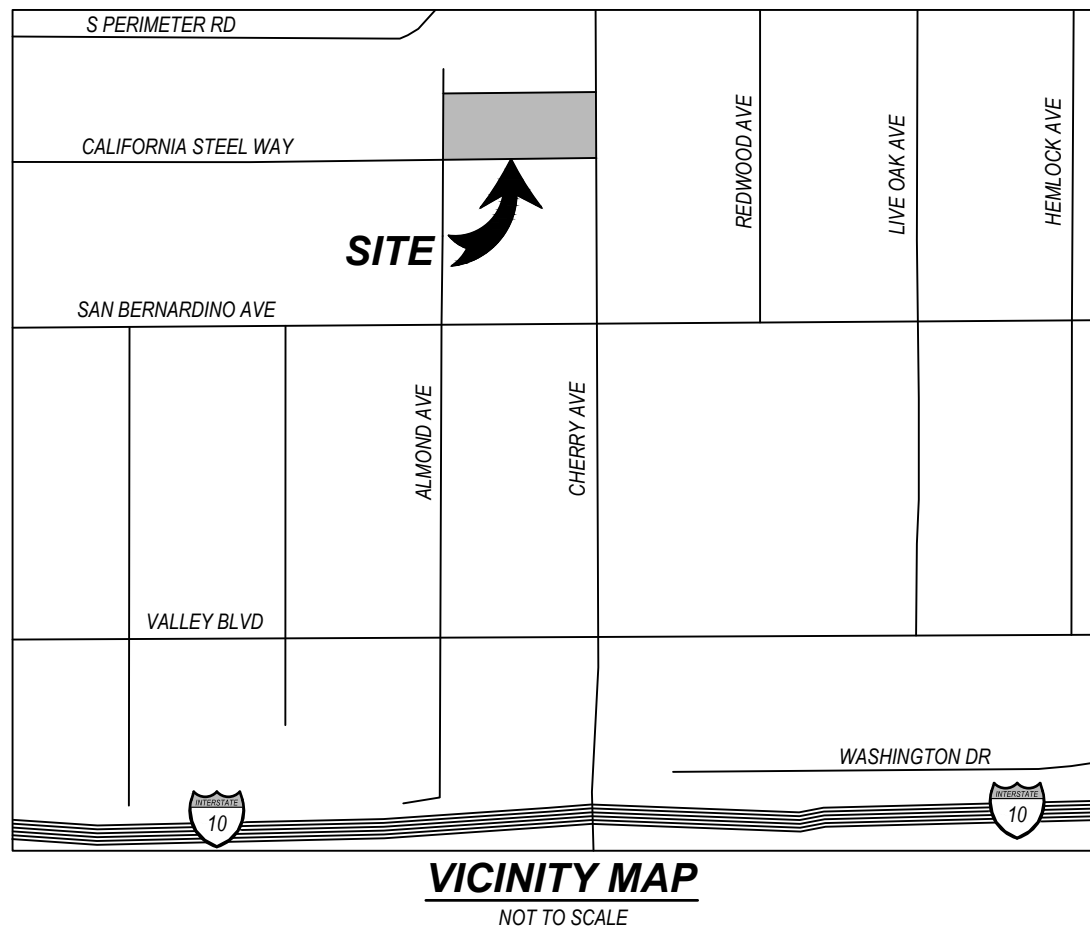 S PERIMETER RD
CALIFORNIA STEEL WAY
REDWOOD AVE
LIVE OAK AVE
HEMLOCK AVE
SITE
SAN BERNARDINO AVE
ALMOND AVE
CHERRY AVE
VALLEY BLVD
WASHINGTON DR
INTERSTATE
10
INTERSTATE
10
VICINITY MAP
NOT TO SCALE